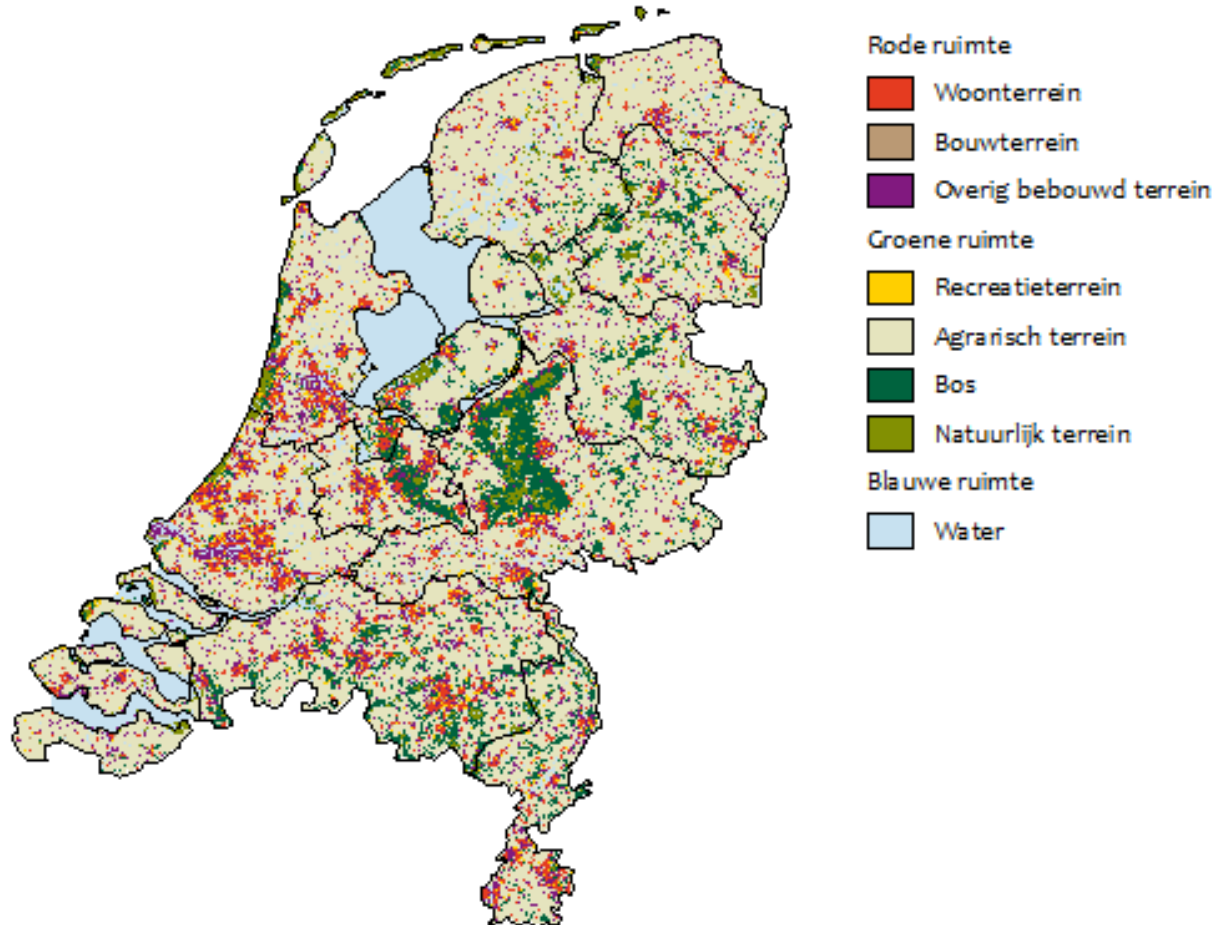 Rode ruimte
Woonterrein
Bouwterrein
Overig bebouwd terrein
Groene ruimte
Recreatieterrein
Agrarisch terrein
Bos
Natuurlijk terrein
Blauwe ruimte
Water